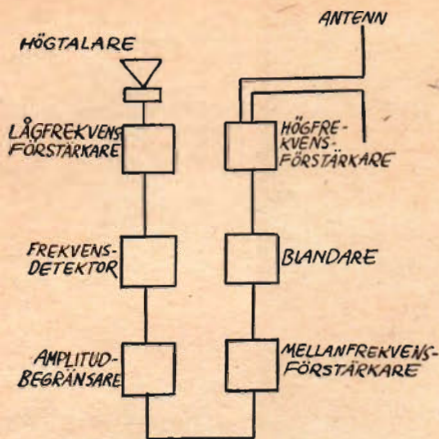 ANTENN
HÖGTALARE
LÅGFREKVENS
FÖRSTÄRKARE
HÖGFRE-
KVENS-
FÖRSTÄRKARE
FREKVENS-
DETEKTOR
BLANDARE
AMPLITUD-
BEGRÄNSARE
MELLANFREKVENS-
FÖRSTÄRKARE